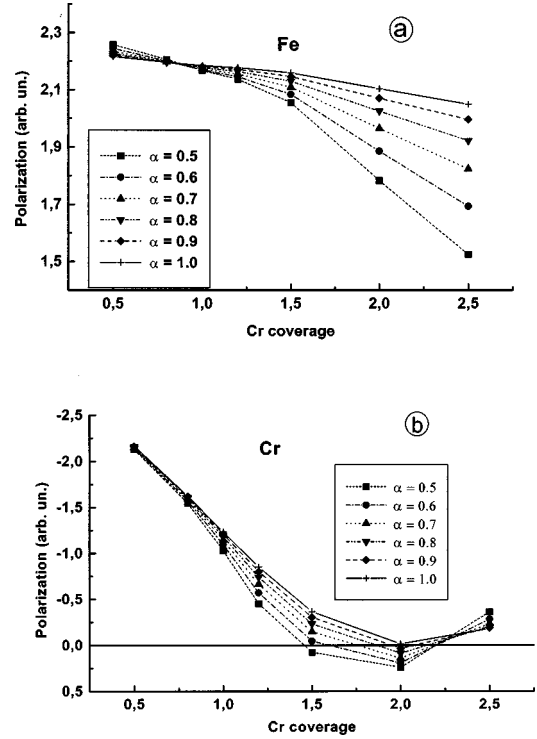 2,3
2,1
1,9
1,7
1,5
Polarization (arb. un.)
Fe
a
α = 0.5
α = 0.6
α = 0.7
α = 0.8
α = 0.9
α = 1.0
0,5 1,0 1,5 2,0 2,5
Cr coverage
-2,5
-2,0
-1,5
-1,0
-0,5
0,0
0,5
Polarization (arb. un.)
Cr
b
α = 0.5
α = 0.6
α = 0.7
α = 0.8
α = 0.9
α = 1.0
0,5 1,0 1,5 2,0 2,5
Cr coverage